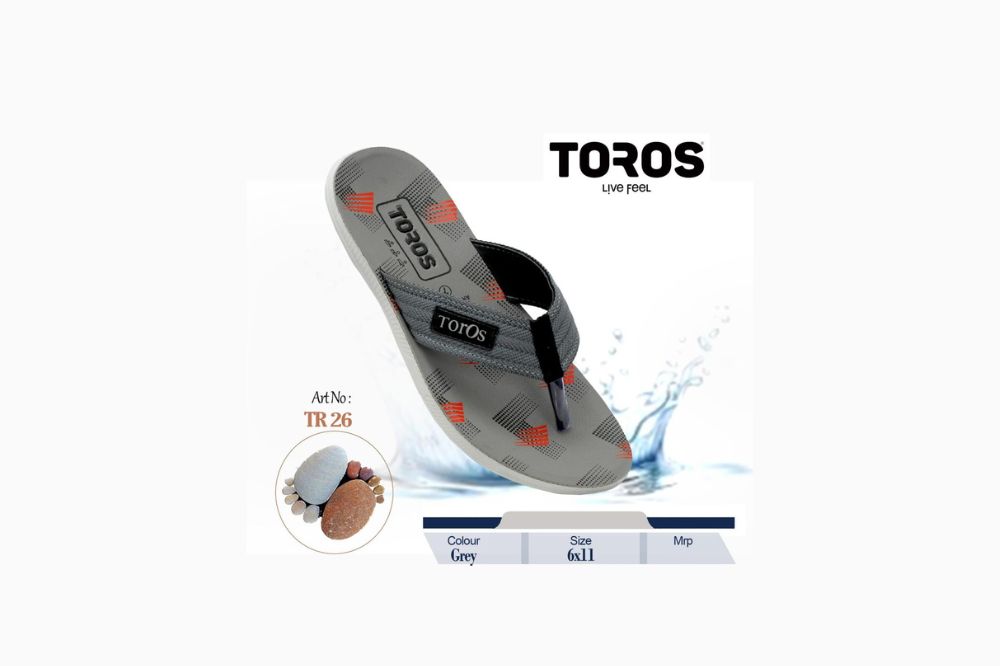 TOROS
Live Feel
TOROS
TOROS
Art No :
TR 26
Colour
Size
Mrp
Grey
6x11